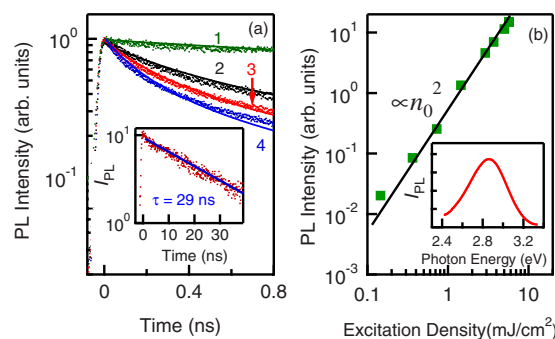 (a)
PL Intensity (arb. units)
10^0
10^-1
1
2
3
4
I_PL
10^1
10^0
τ = 29 ns
0 10 20 30
Time (ns)
0 0.4 0.8
Time (ns)
(b)
PL Intensity (arb. units)
10^1
10^0
10^-1
10^-2
10^-3
∝n_0^2
I_PL
2.4 2.8 3.2
Photon Energy (eV)
0.1 1 10
Excitation Density(mJ/cm^2)